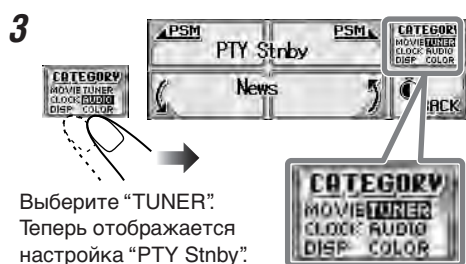 3
PSM
PSM
PTY Stnby
News
BACK
CATEGORY
MOVIE TUNER
CLOCK AUDIO
DISP COLOR
CATEGORY
MOVIE TUNER
CLOCK AUDIO
DISP COLOR
CATEGORY
MOVIE TUNER
CLOCK AUDIO
DISP COLOR
Выберите “TUNER”.
Теперь отображается
настройка “PTY Stnby”.